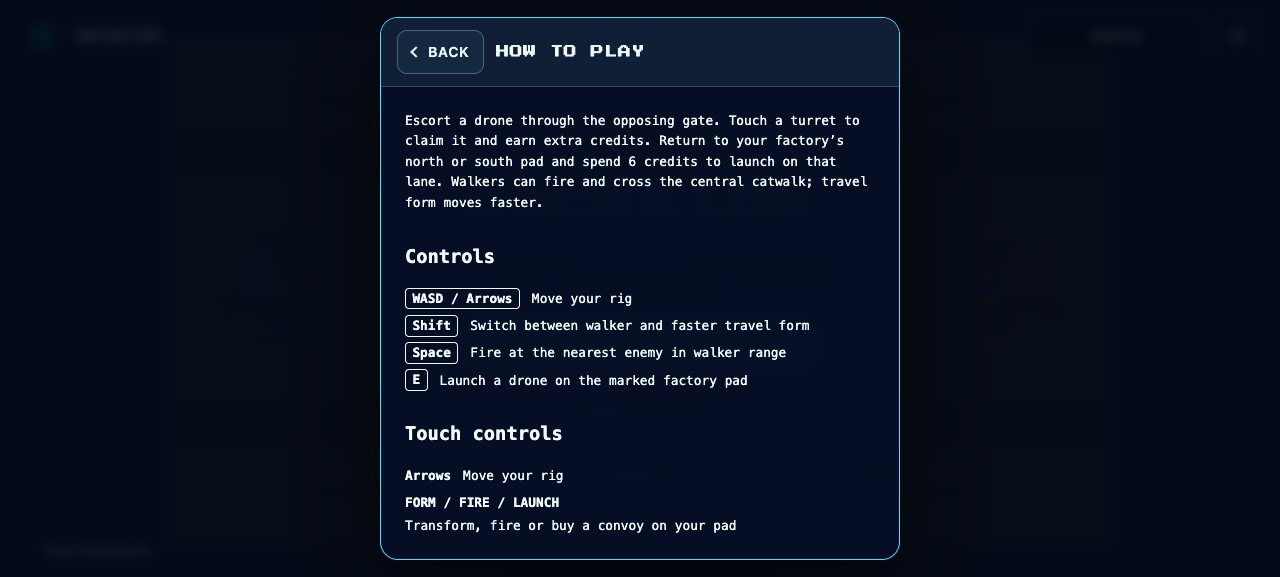 BACK
HOW TO PLAY
Escort a drone through the opposing gate. Touch a turret to
claim it and earn extra credits. Return to your factory’s
north or south pad and spend 6 credits to launch on that
lane. Walkers can fire and cross the central catwalk; travel
form moves faster.
Controls
WASD / Arrows Move your rig
Shift Switch between walker and faster travel form
Space Fire at the nearest enemy in walker range
E Launch a drone on the marked factory pad
Touch controls
Arrows Move your rig
FORM / FIRE / LAUNCH
Transform, fire or buy a convoy on your pad